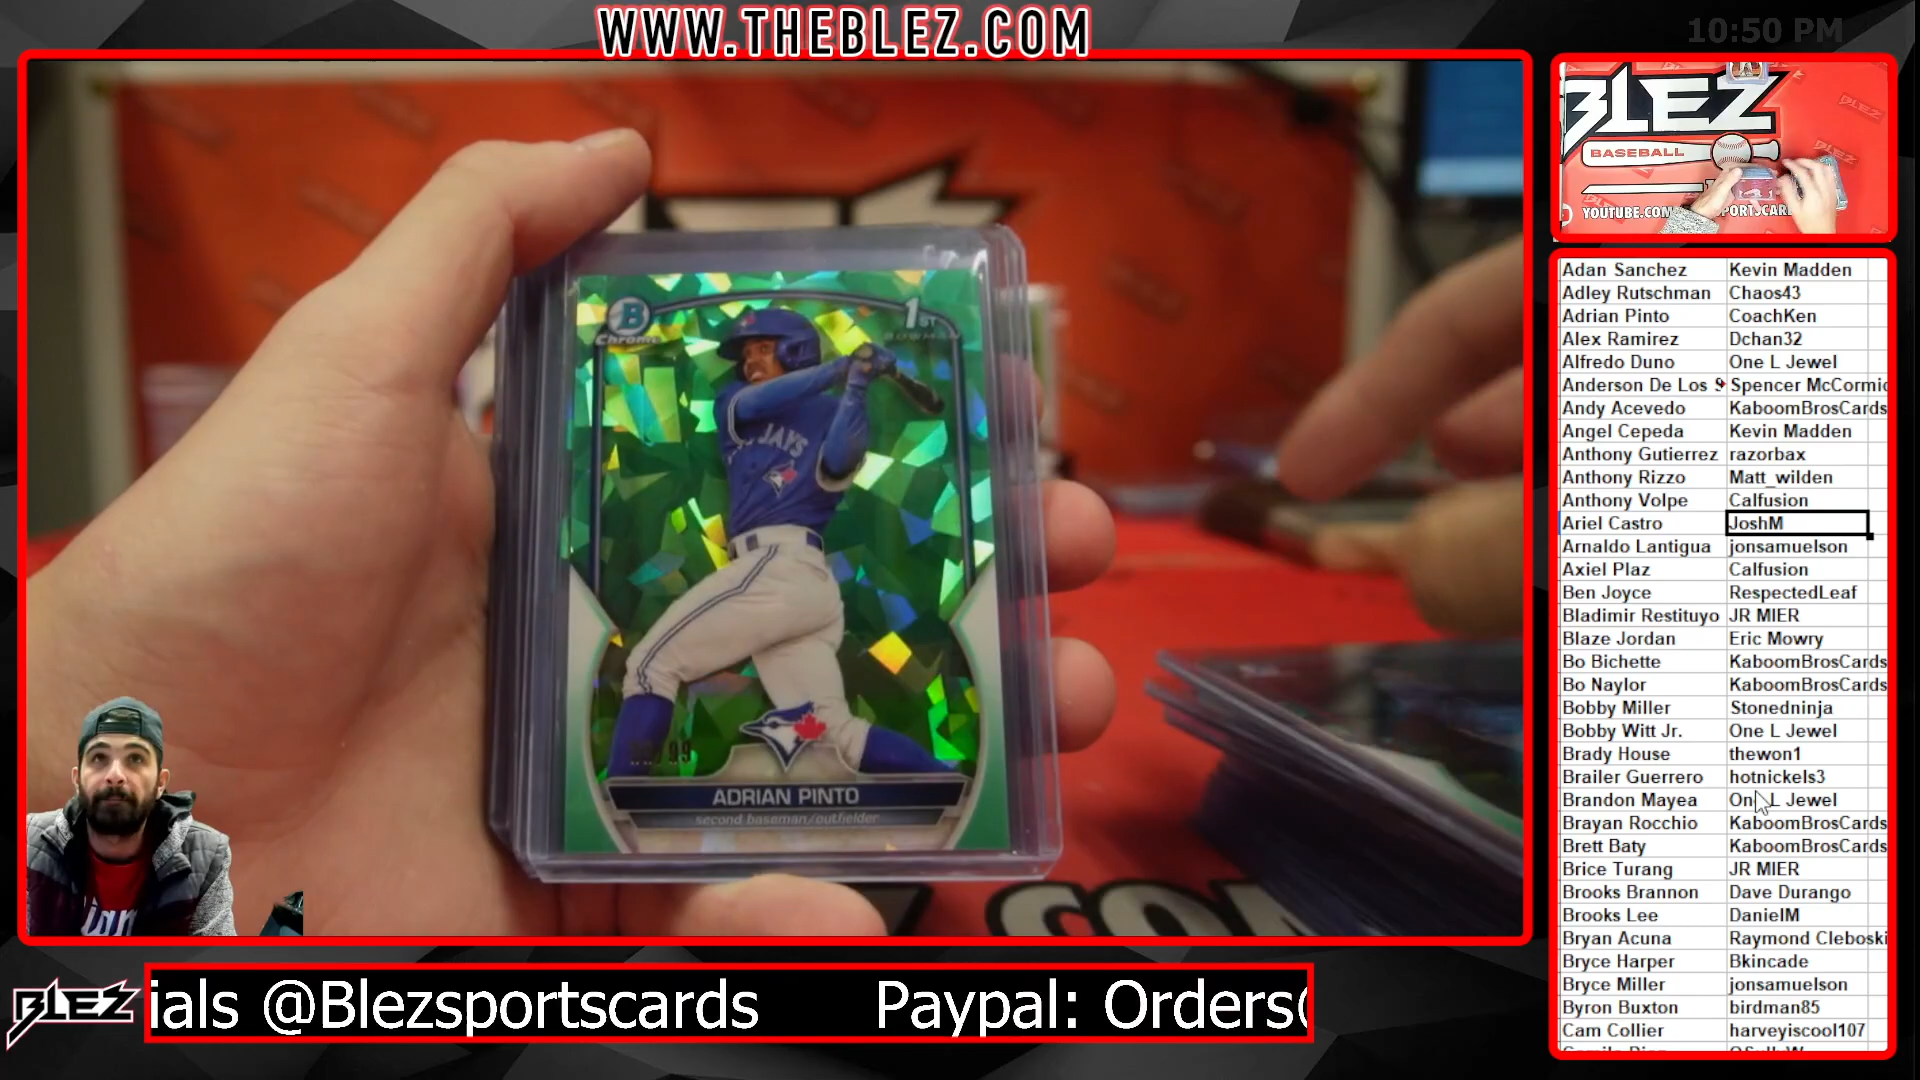 WWW.THEBLEZ.COM
10:50 PM
B
Chrome
1ST
BOWMAN
JAYS
ADRIAN PINTO
second baseman/outfielder
BLEZ
BASEBALL
YOUTUBE.COM
Adan Sanchez Kevin Madden
Adley Rutschman Chaos43
Adrian Pinto CoachKen
Alex Ramirez Dchan32
Alfredo Duno One L Jewel
Anderson De Los Spencer McCormic
Andy Acevedo KaboomBrosCards
Angel Cepeda Kevin Madden
Anthony Gutierrez razorbax
Anthony Rizzo Matt_wilden
Anthony Volpe Calfusion
Ariel Castro JoshM
Arnaldo Lantigua jonsamuelson
Axiel Plaz Calfusion
Ben Joyce RespectedLeaf
Bladimir Restituyo JR MIER
Blaze Jordan Eric Mowry
Bo Bichette KaboomBrosCards
Bo Naylor KaboomBrosCards
Bobby Miller Stonedninja
Bobby Witt Jr. One L Jewel
Brady House thewon1
Brailer Guerrero hotnickels3
Brandon Mayea One L Jewel
Brayan Rocchio KaboomBrosCards
Brett Baty KaboomBrosCards
Brice Turang JR MIER
Brooks Brannon Dave Durango
Brooks Lee DanielM
Bryan Acuna Raymond Cleboski
Bryce Harper Bkincade
Bryce Miller jonsamuelson
Byron Buxton birdman85
Cam Collier harveyiscool107
BLEZ
ials @Blezsportscards Paypal: Orders